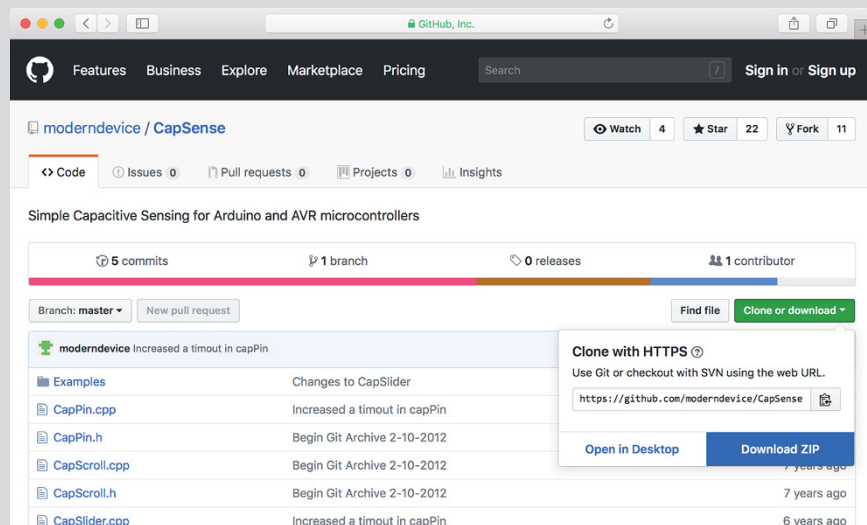 GitHub, Inc.
Features Business Explore Marketplace Pricing Search / Sign in or Sign up
moderndevice / CapSense Watch 4 Star 22 Fork 11
Code Issues 0 Pull requests 0 Projects 0 Insights
Simple Capacitive Sensing for Arduino and AVR microcontrollers
5 commits 1 branch 0 releases 1 contributor
Branch: master New pull request Find file Clone or download
moderndevice Increased a timout in capPin
Clone with HTTPS ?
Use Git or checkout with SVN using the web URL.
https://github.com/moderndevice/CapSense
Open in Desktop Download ZIP
Examples Changes to CapSlider
CapPin.cpp Increased a timout in capPin
CapPin.h Begin Git Archive 2-10-2012
CapScroll.cpp Begin Git Archive 2-10-2012 7 years ago
CapScroll.h Begin Git Archive 2-10-2012 7 years ago
CapSlider.cpp Increased a timout in capPin 6 years ago